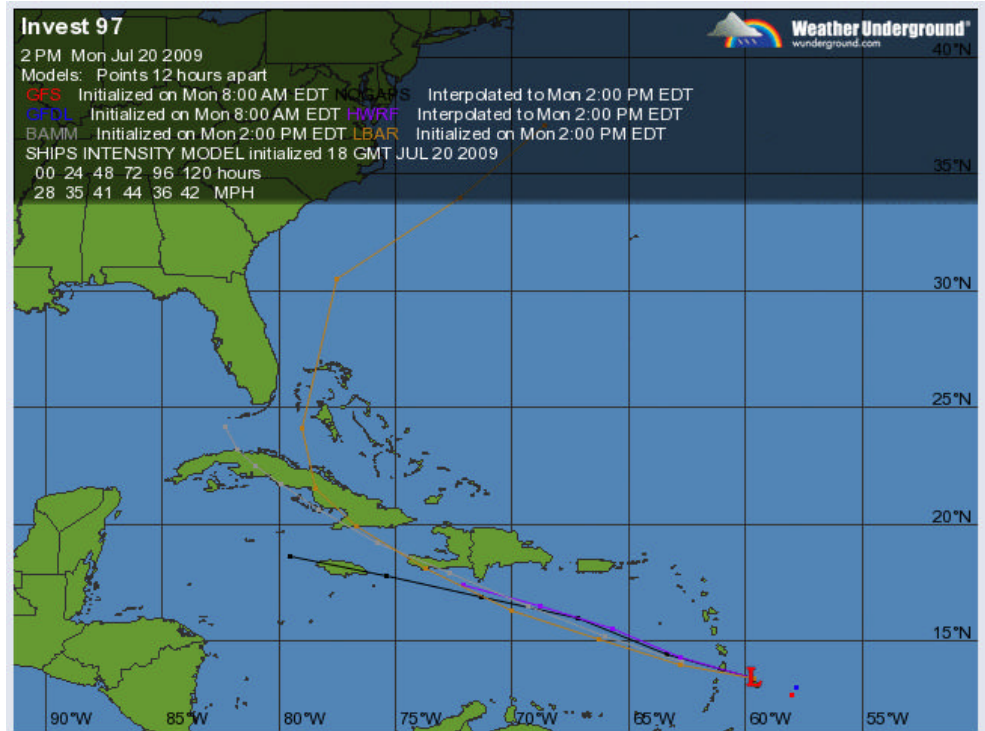 Invest 97
Weather Underground®
wunderground.com
2 PM Mon Jul 20 2009
Models: Points 12 hours apart
GFS Initialized on Mon 8:00 AM EDT NOGAPS Interpolated to Mon 2:00 PM EDT
GFDL Initialized on Mon 8:00 AM EDT HWRF Interpolated to Mon 2:00 PM EDT
BAMM Initialized on Mon 2:00 PM EDT LBAR Initialized on Mon 2:00 PM EDT
SHIPS INTENSITY MODEL initialized 18 GMT JUL 20 2009
00 24 48 72 96 120 hours
28 35 41 44 36 42 MPH
40°N
35°N
30°N
25°N
20°N
15°N
L
90°W 85°W 80°W 75°W 70°W 65°W 60°W 55°W